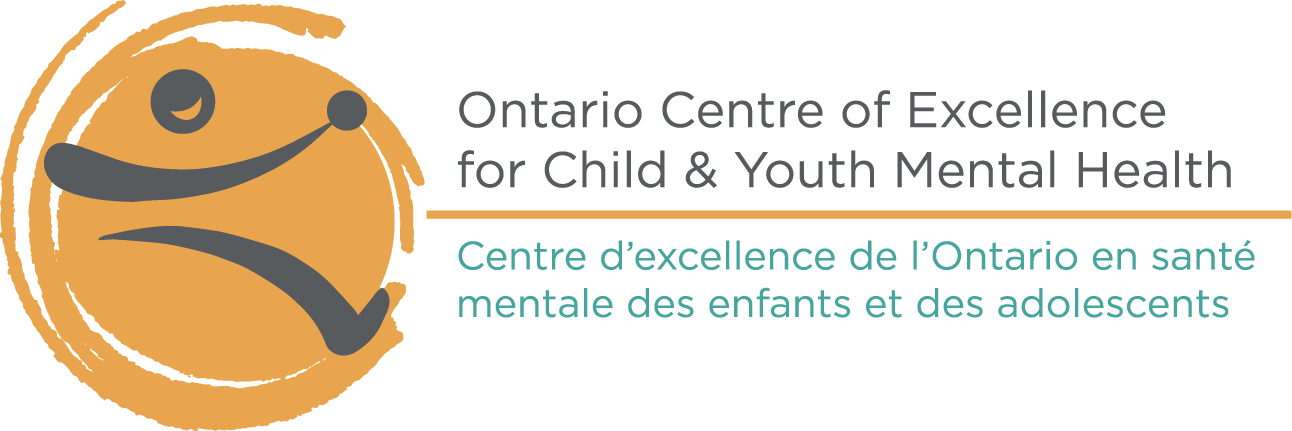 Ontario Centre of Excellence
for Child & Youth Mental Health
Centre d’excellence de l’Ontario en santé
mentale des enfants et des adolescents